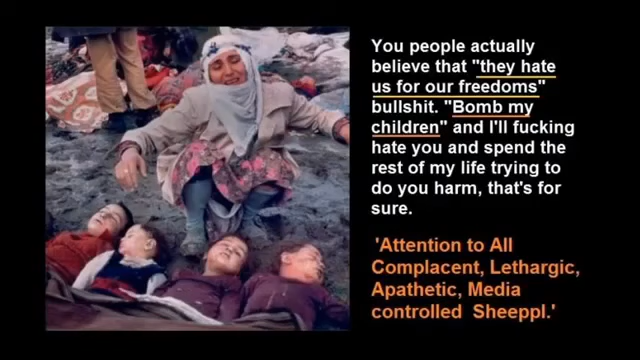 You people actually
believe that "they hate
us for our freedoms"
bullshit. "Bomb my
children" and I'll fucking
hate you and spend the
rest of my life trying to
do you harm, that's for
sure.
'Attention to All
Complacent, Lethargic,
Apathetic, Media
controlled Sheeppl.'